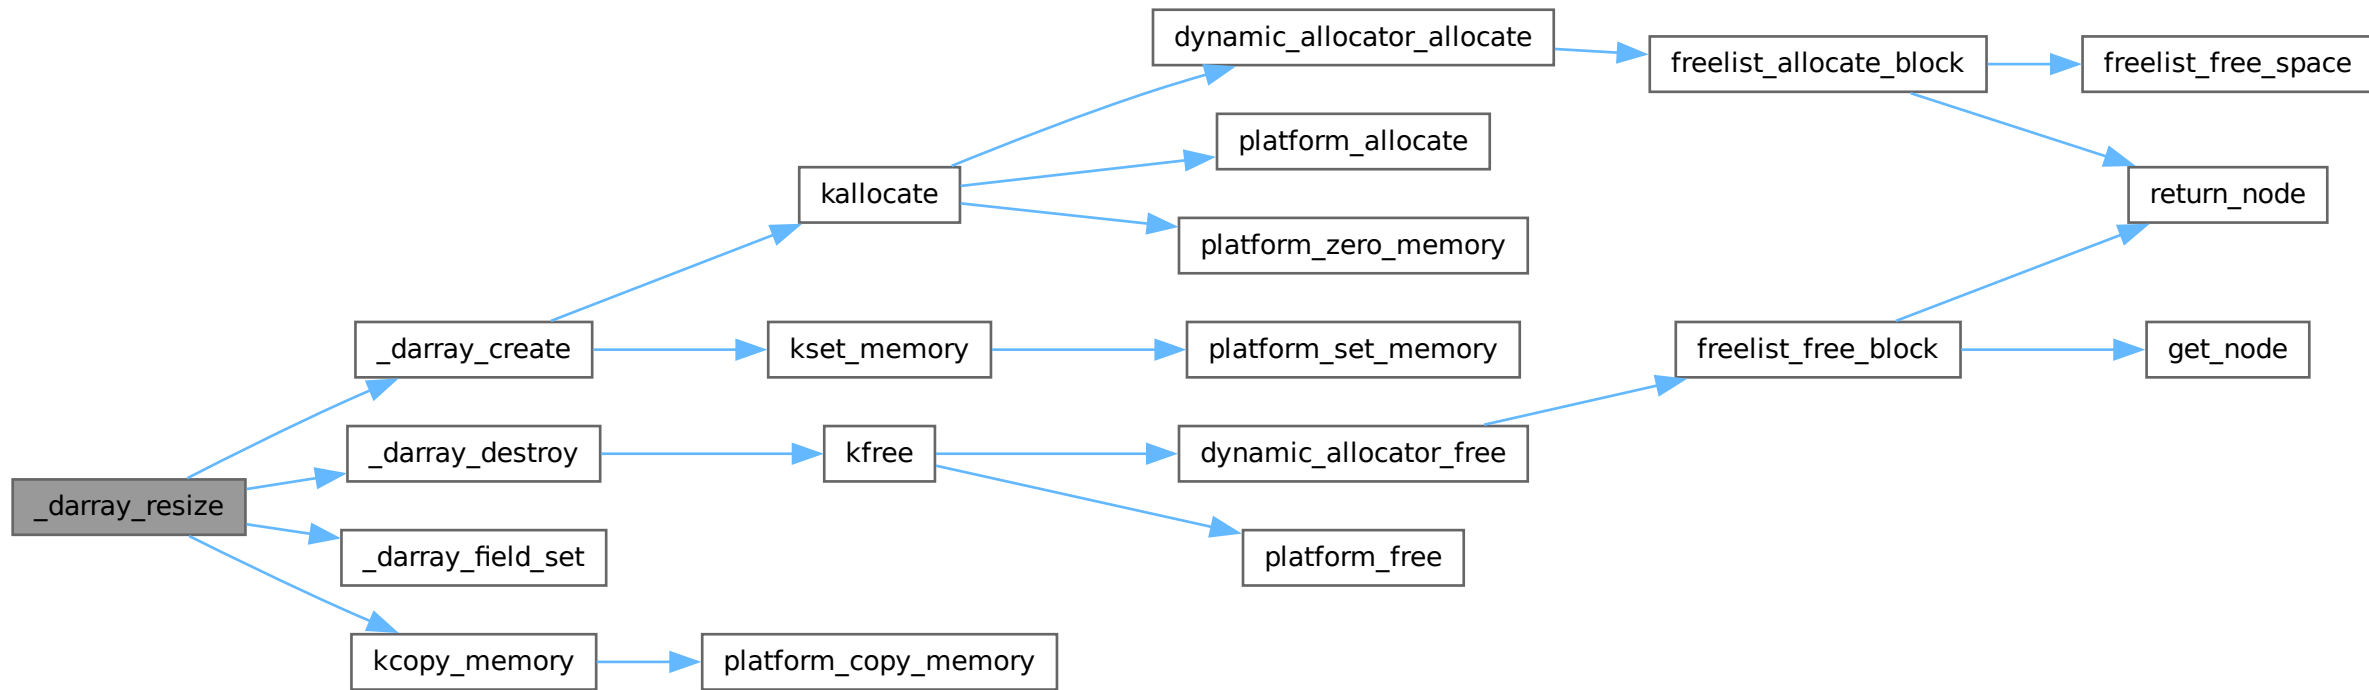 dynamic_allocator_allocate
freelist_allocate_block
freelist_free_space
platform_allocate
kallocate
return_node
platform_zero_memory
_darray_create
kset_memory
platform_set_memory
freelist_free_block
get_node
_darray_destroy
kfree
dynamic_allocator_free
_darray_resize
_darray_field_set
platform_free
kcopy_memory
platform_copy_memory